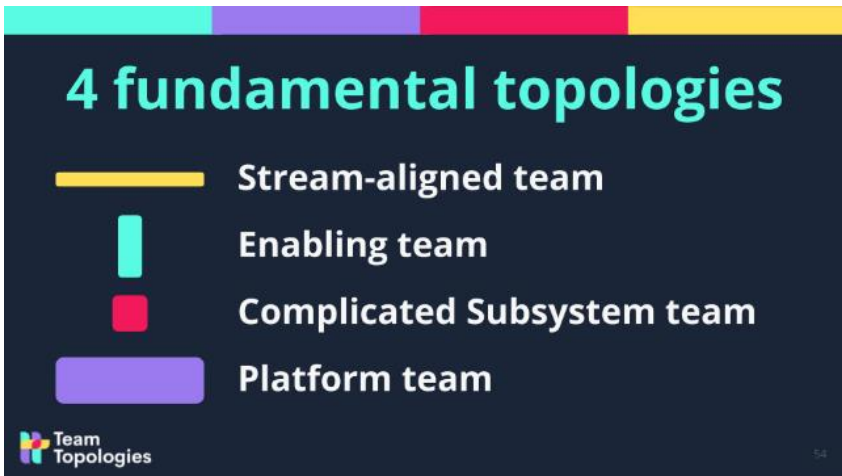 4 fundamental topologies
Stream-aligned team
Enabling team
Complicated Subsystem team
Platform team
Team
Topologies
54